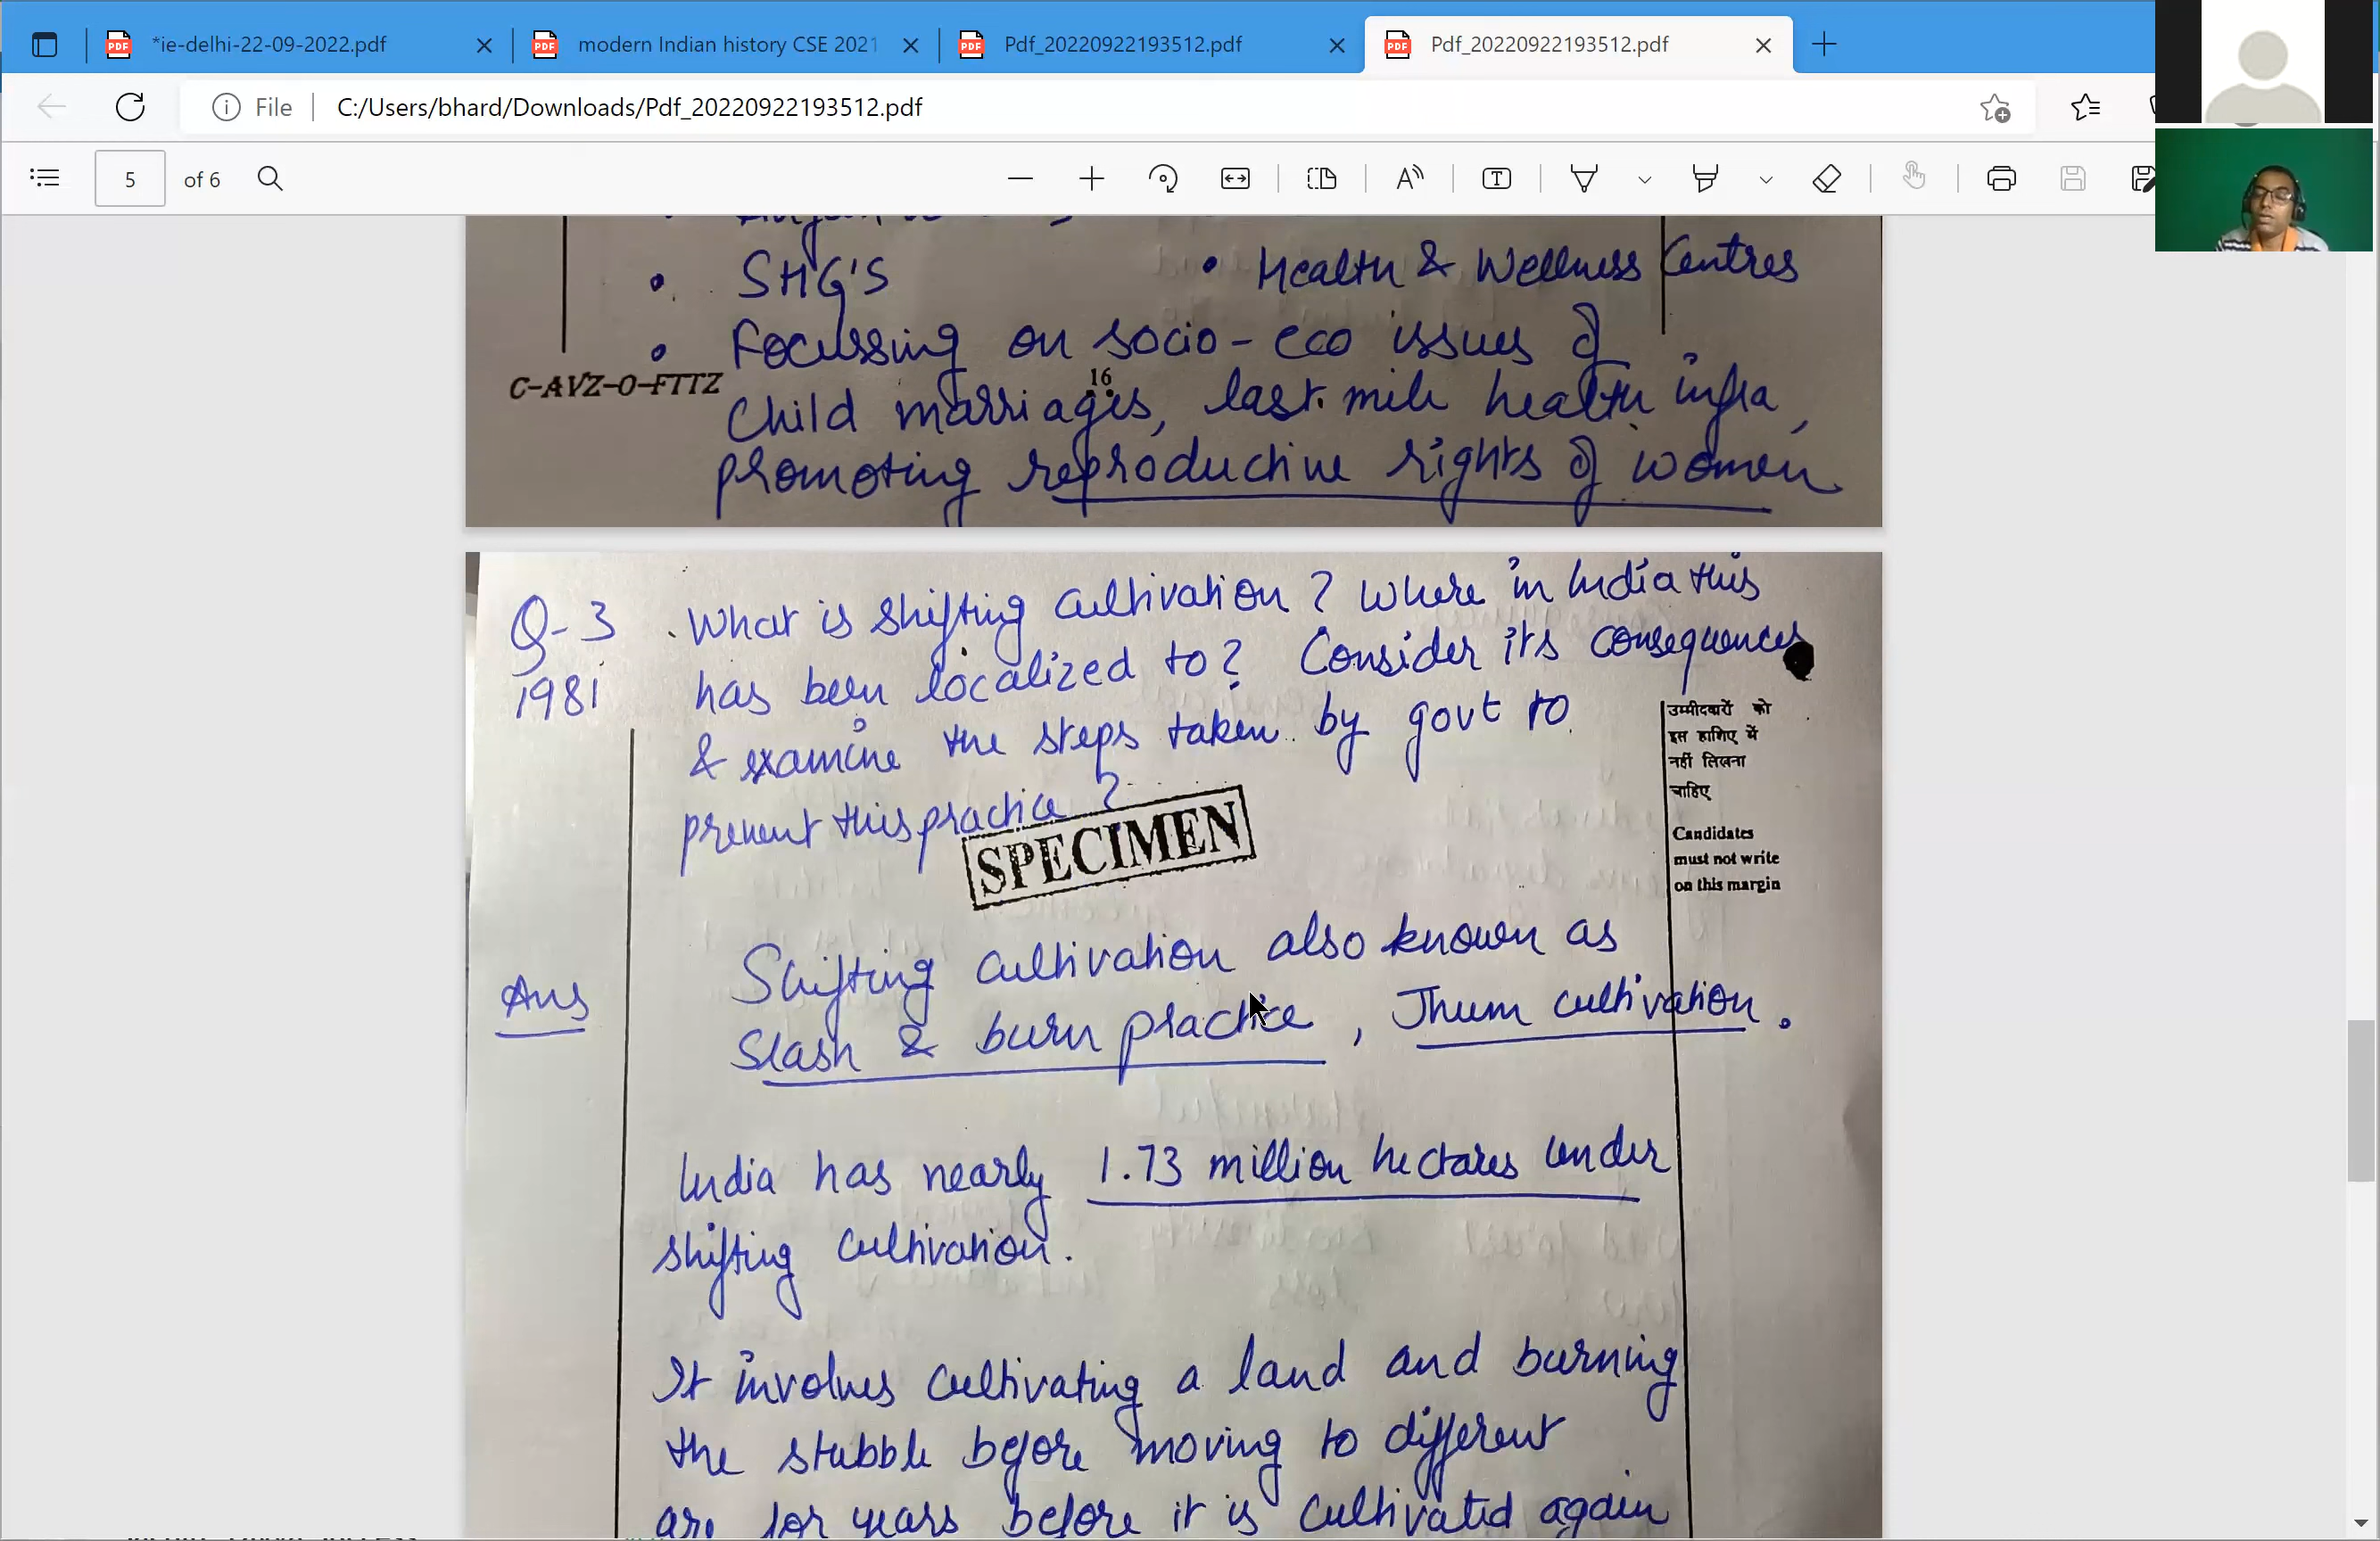 *ie-delhi-22-09-2022.pdf
modern Indian history CSE 2021
Pdf_20220922193512.pdf
Pdf_20220922193512.pdf
File
C:/Users/bhard/Downloads/Pdf_20220922193512.pdf
5 of 6
• SHG'S • Health & Wellness Centres
• Focussing on socio-eco issues of
C-AVZ-O-FTTZ
16
Child marriages, last mile health infra,
promoting reproductive rights of women
Q-3 What is shifting cultivation? Where in India this
1981 has been localized to? Consider its consequences
& examine the steps taken by govt to
prevent this practice?
उम्मीदवारों को
इस हाशिए में
नहीं लिखना
चाहिए
Candidates
must not write
on this margin
SPECIMEN
Ans
Shifting cultivation also known as
Slash & burn practice, Jhum cultivation.
India has nearly 1.73 million hectares under
shifting cultivation.
It involves cultivating a land and burning
the stubble before moving to different
are for years before it is cultivated again